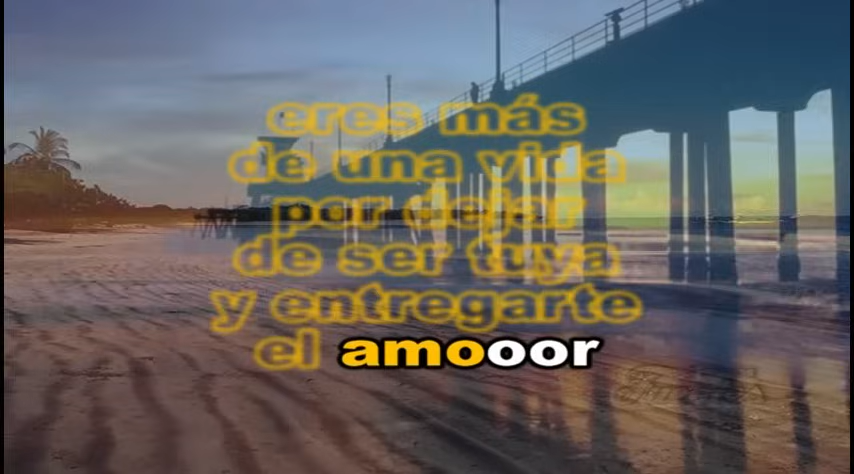 eres más
de una vida
por dejar
de ser tuya
y entregarte
el amooor